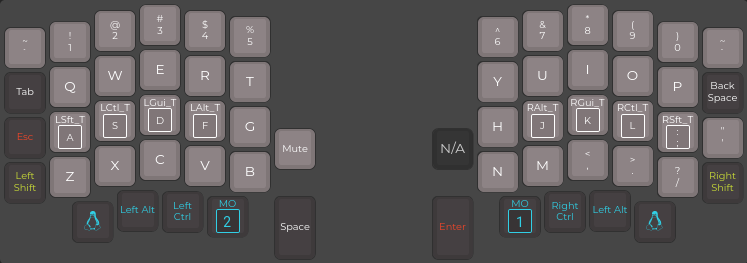 ~ ! @ # $ % ^ & * ( ) ~
` 1 2 3 4 5 6 7 8 9 0 `
Tab Q W E R T Y U I O P Back
Space
LSft_T LCtl_T LGui_T LAlt_T RAlt_T RGui_T RCtl_T RSft_T
Esc A S D F G H J K L : "
; '
Mute N/A
Left
Shift Z X C V B N M < > ? Right
Shift
, . /
Left Alt Left
Ctrl MO
2 Space Enter MO
1 Right
Ctrl Left Alt